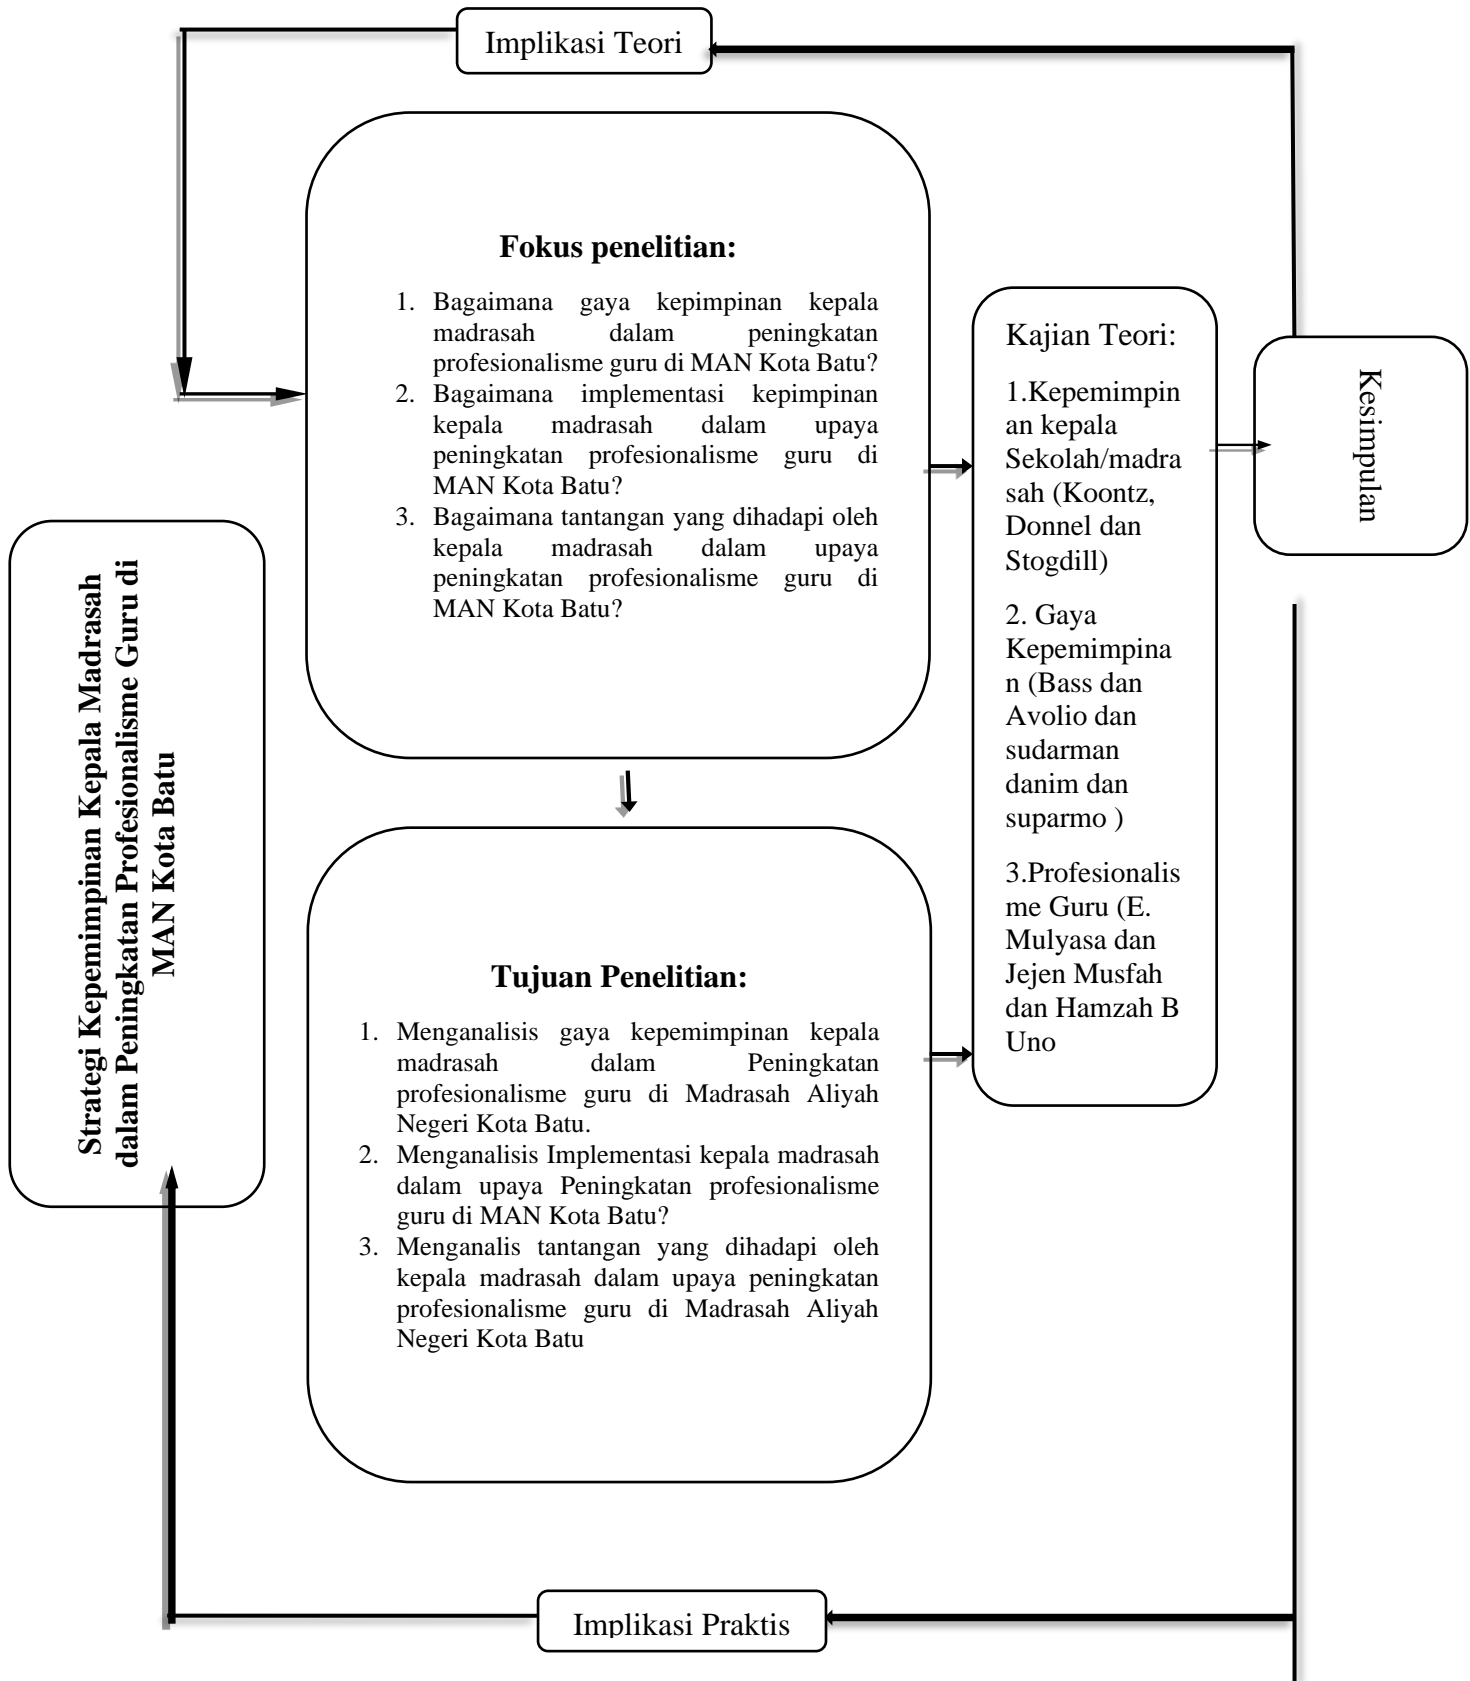 Implikasi Teori
Fokus penelitian:
1. Bagaimana gaya kepimpinan kepala
madrasah dalam peningkatan
profesionalisme guru di MAN Kota Batu?
2. Bagaimana implementasi kepimpinan
kepala madrasah dalam upaya
peningkatan profesionalisme guru di
MAN Kota Batu?
3. Bagaimana tantangan yang dihadapi oleh
kepala madrasah dalam upaya
peningkatan profesionalisme guru di
MAN Kota Batu?
Kajian Teori:
1.Kepemimpin
an kepala
Sekolah/madra
sah (Koontz,
Donnel dan
Stogdill)
2. Gaya
Kepemimpina
n (Bass dan
Avolio dan
sudarman
danim dan
suparmo )
3.Profesionalis
me Guru (E.
Mulyasa dan
Jejen Musfah
dan Hamzah B
Uno
Kesimpulan
Strategi Kepemimpinan Kepala Madrasah
dalam Peningkatan Profesionalisme Guru di
MAN Kota Batu
Tujuan Penelitian:
1. Menganalisis gaya kepemimpinan kepala
madrasah dalam Peningkatan
profesionalisme guru di Madrasah Aliyah
Negeri Kota Batu.
2. Menganalisis Implementasi kepala madrasah
dalam upaya Peningkatan profesionalisme
guru di MAN Kota Batu?
3. Menganalis tantangan yang dihadapi oleh
kepala madrasah dalam upaya peningkatan
profesionalisme guru di Madrasah Aliyah
Negeri Kota Batu
Implikasi Praktis